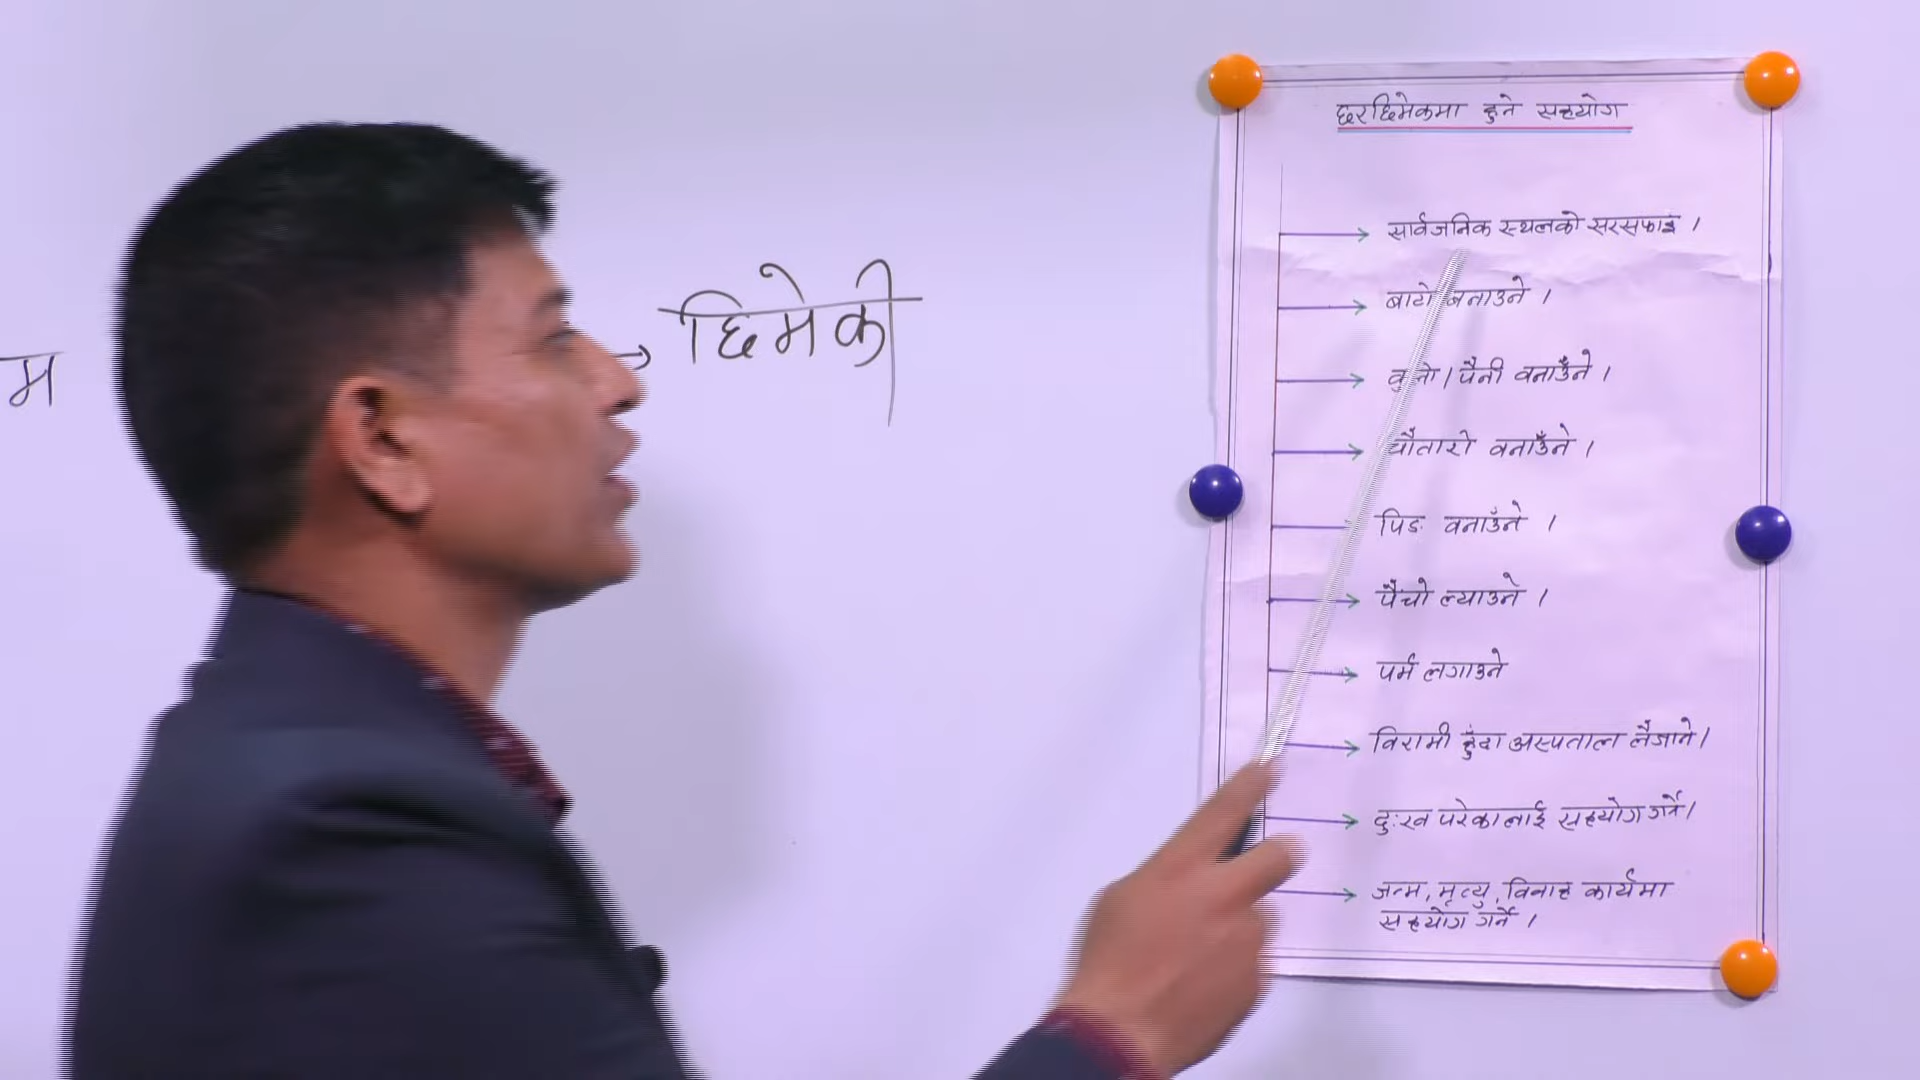 म
→ छिमेकी
छरछिमेकमा हुने सहयोग
सार्वजनिक स्थलको सरसफाइ ।
बाटो बनाउने ।
कुलो / पैनी बनाउँने ।
चौतारो बनाउँने ।
पिङ बनाउँने ।
पैंचो ल्याउने ।
पर्म लगाउने
विरामी हुँदा अस्पताल लैजाने ।
दुःख परेकालाई सहयोग गर्ने ।
जन्म, मृत्यु, विवाह कार्यमा
सहयोग गर्ने ।